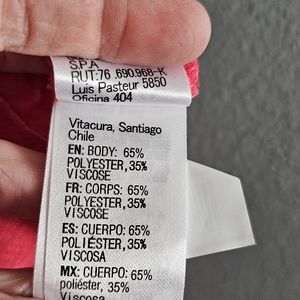 S.P.A
RUT:76.690.968-K
Luis Pasteur 5850
Oficina 404
Vitacura, Santiago
Chile
EN: BODY: 65%
POLYESTER,35%
VISCOSE
FR: CORPS: 65%
POLYESTER,35%
VISCOSE
ES: CUERPO: 65%
POLIÉSTER,35%
VISCOSA
MX: CUERPO: 65%
poliéster, 35%
Viscosa